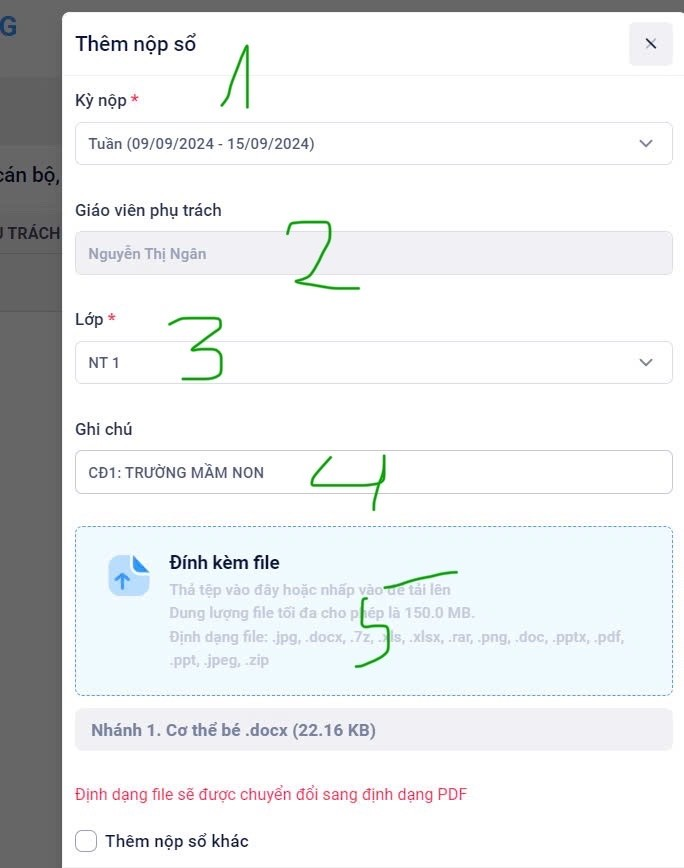 G
Thêm nộp sổ
1
Kỳ nộp *
Tuần (09/09/2024 - 15/09/2024)
cán bộ,
Giáo viên phụ trách
TRÁCH
Nguyễn Thị Ngân
2
Lớp *
3
NT 1
Ghi chú
CĐ1: TRƯỜNG MẦM NON
4
Đính kèm file
Thả tệp vào đây hoặc nhấp vào để tải lên
Dung lượng file tối đa cho phép là 150.0 MB.
5
Định dạng file: .jpg, .docx, .7z, .xls, .xlsx, .rar, .png, .doc, .pptx, .pdf,
.ppt, .jpeg, .zip
Nhánh 1. Cơ thể bé .docx (22.16 KB)
Định dạng file sẽ được chuyển đổi sang định dạng PDF
Thêm nộp sổ khác